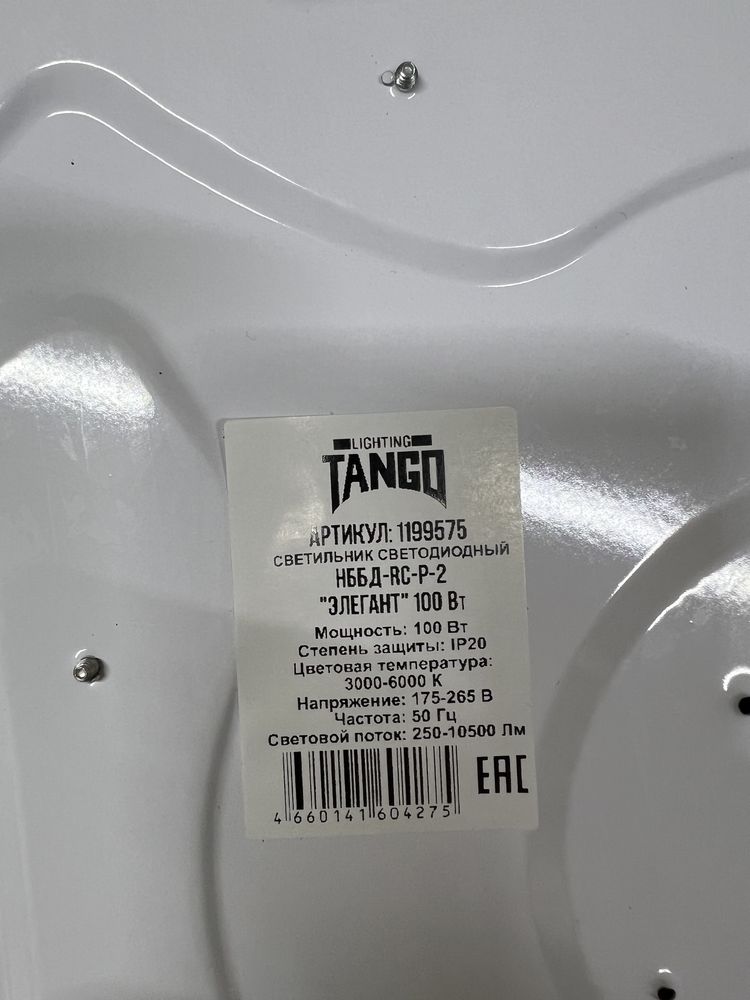 LIGHTING
TANGO
АРТИКУЛ: 1199575
СВЕТИЛЬНИК СВЕТОДИОДНЫЙ
НББД-RC-P-2
"ЭЛЕГАНТ" 100 Вт
Мощность: 100 Вт
Степень защиты: IP20
Цветовая температура:
3000-6000 К
Напряжение: 175-265 В
Частота: 50 Гц
Световой поток: 250-10500 Лм
EAC
4 660141 604275